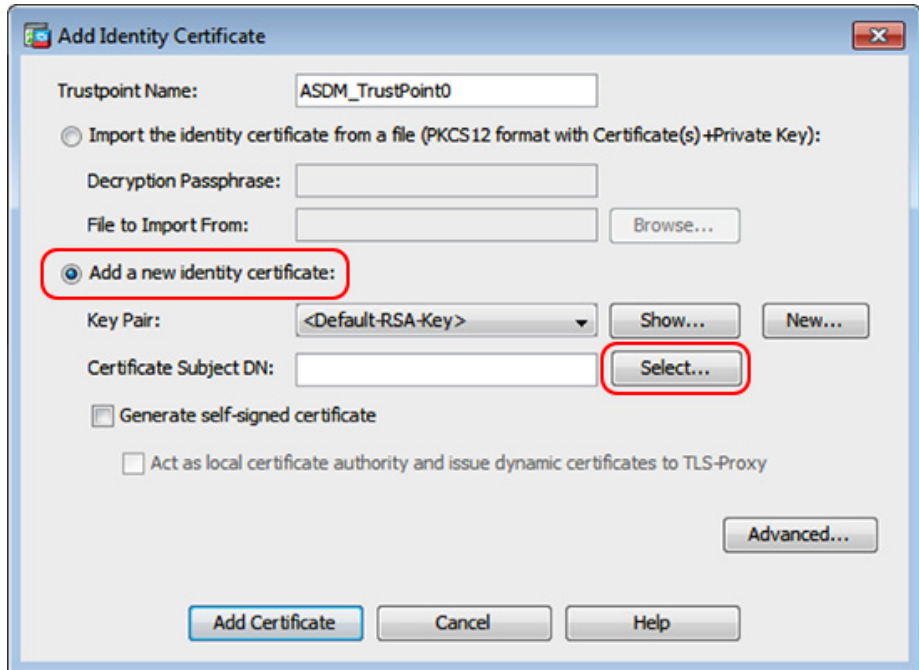 Add Identity Certificate
Trustpoint Name: ASDM_TrustPoint0
Import the identity certificate from a file (PKCS12 format with Certificate(s)+Private Key):
Decryption Passphrase:
File to Import From: Browse...
Add a new identity certificate:
Key Pair: <Default-RSA-Key> Show... New...
Certificate Subject DN: Select...
Generate self-signed certificate
Act as local certificate authority and issue dynamic certificates to TLS-Proxy
Advanced...
Add Certificate Cancel Help